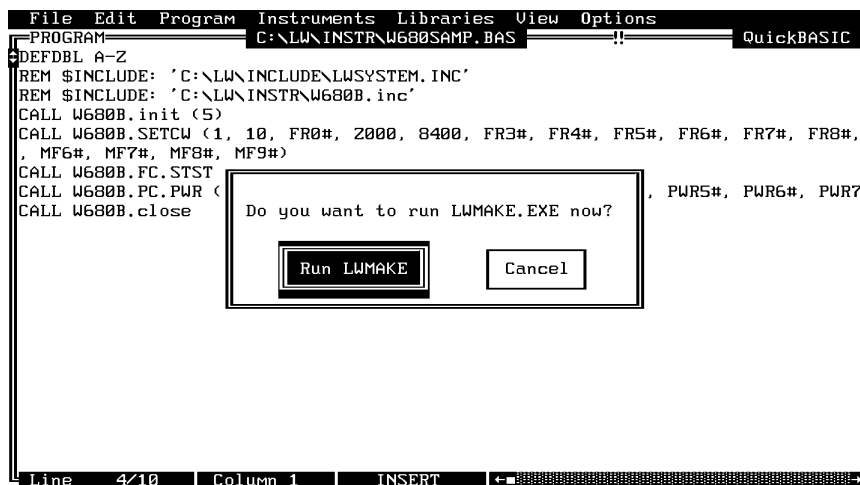 File Edit Program Instruments Libraries View Options
PROGRAM C:\LW\INSTR\W680SAMP.BAS QuickBASIC
DEFDBL A-Z
REM $INCLUDE: 'C:\LW\INCLUDE\LWSYSTEM.INC'
REM $INCLUDE: 'C:\LW\INSTR\W680B.inc'
CALL W680B.init (5)
CALL W680B.SETCW (1, 10, FR0#, 2000, 8400, FR3#, FR4#, FR5#, FR6#, FR7#, FR8#,
, MF6#, MF7#, MF8#, MF9#)
CALL W680B.FC.STST
CALL W680B.PC.PWR ( , PWR5#, PWR6#, PWR7
CALL W680B.close
Do you want to run LWMAKE.EXE now?
Run LWMAKE Cancel
Line 4/10 Column 1 INSERT